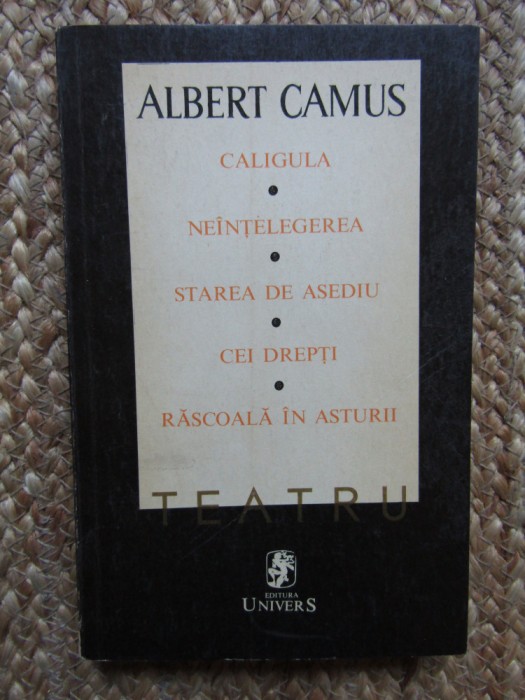 ALBERT CAMUS
CALIGULA
•
NEÎNȚELEGEREA
•
STAREA DE ASEDIU
•
CEI DREPȚI
•
RĂSCOALĂ ÎN ASTURII
TEATRU
EDITURA
UNIVERS